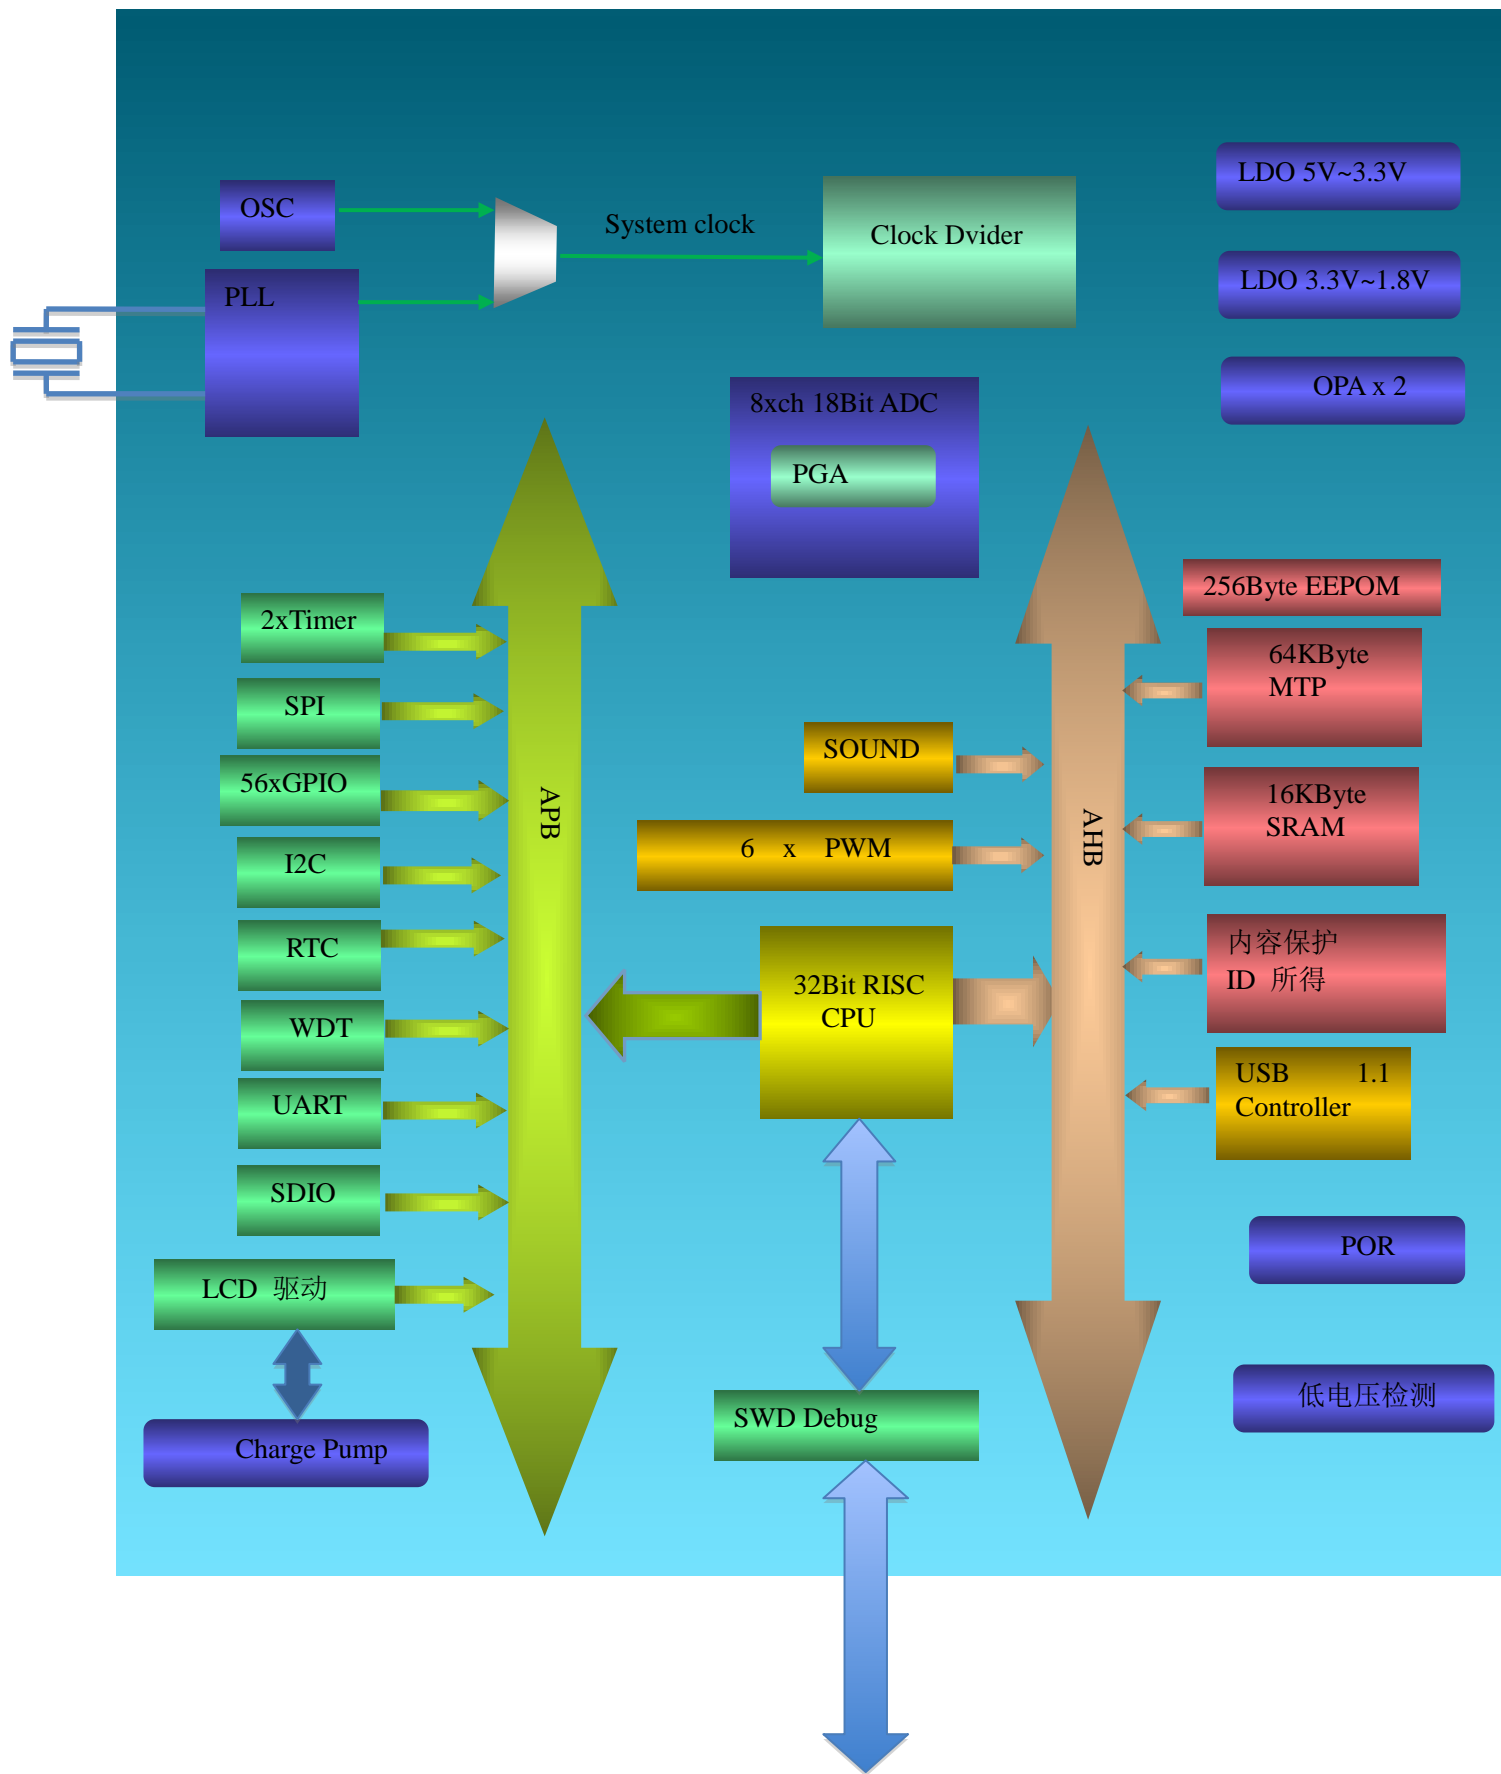 LDO 5V~3.3V
OSC
System clock
Clock Dvider
LDO 3.3V~1.8V
PLL
OPA x 2
8xch 18Bit ADC
PGA
256Byte EEPOM
2xTimer
64KByte
MTP
SPI
SOUND
56xGPIO
16KByte
SRAM
APB
AHB
6 x PWM
I2C
RTC
32Bit RISC
CPU
内容保护
ID 所得
WDT
USB 1.1
Controller
UART
SDIO
POR
LCD 驱动
低电压检测
SWD Debug
Charge Pump